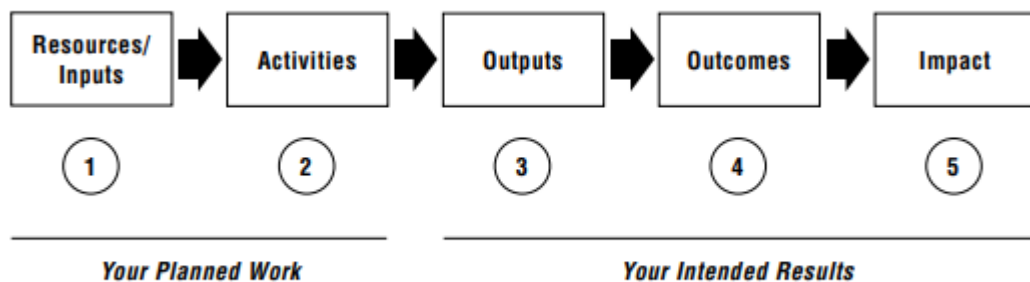 Resources/
Inputs
Activities
Outputs
Outcomes
Impact
1
2
3
4
5
Your Planned Work
Your Intended Results